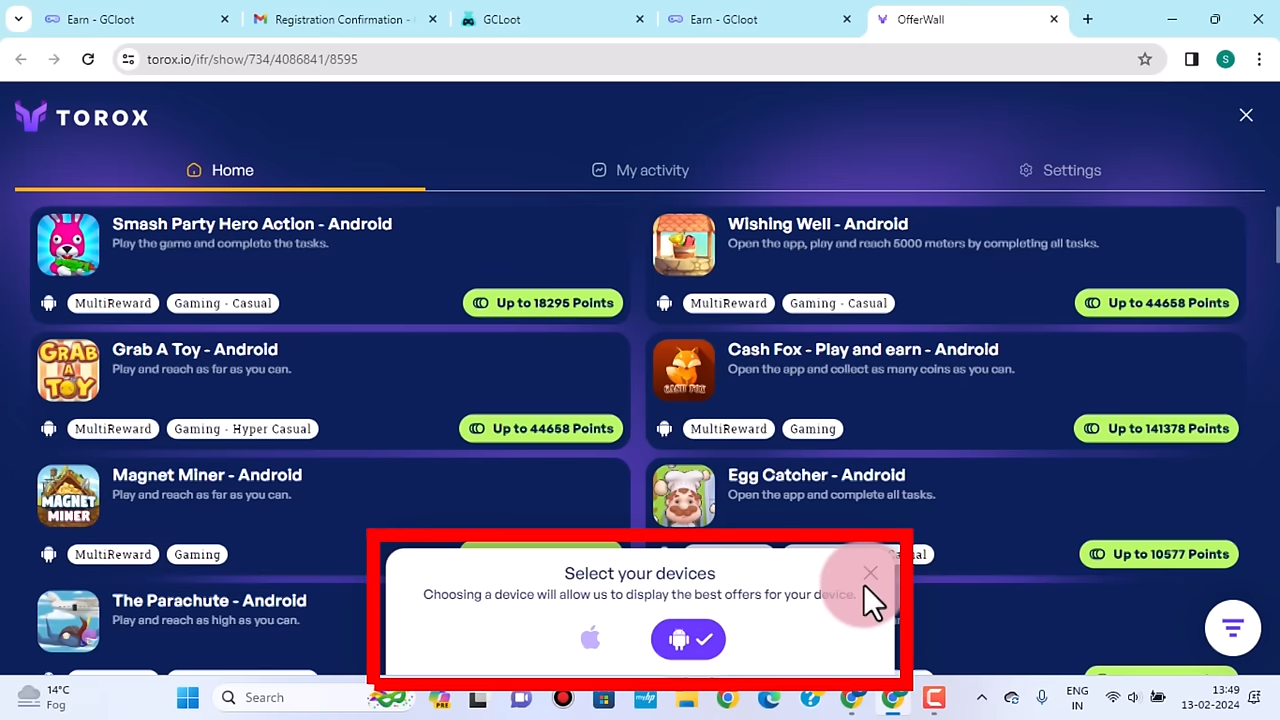 Earn - GCloot
Registration Confirmation -
GCLoot
Earn - GCloot
OfferWall
torox.io/ifr/show/734/4086841/8595
S
TOROX
Home
My activity
Settings
Smash Party Hero Action - Android
Play the game and complete the tasks.
MultiReward
Gaming - Casual
Up to 18295 Points
Wishing Well - Android
Open the app, play and reach 5000 meters by completing all tasks.
MultiReward
Gaming - Casual
Up to 44658 Points
GRAB A TOY
Grab A Toy - Android
Play and reach as far as you can.
MultiReward
Gaming - Hyper Casual
Up to 44658 Points
CASH FOX
Cash Fox - Play and earn - Android
Open the app and collect as many coins as you can.
MultiReward
Gaming
Up to 141378 Points
MAGNET MINER
Magnet Miner - Android
Play and reach as far as you can.
MultiReward
Gaming
Egg Catcher - Android
Open the app and complete all tasks.
Up to 10577 Points
The Parachute - Android
Play and reach as high as you can.
Select your devices
Choosing a device will allow us to display the best offers for your device.
14°C
Fog
Search
PRE
ENG
IN
13:49
13-02-2024